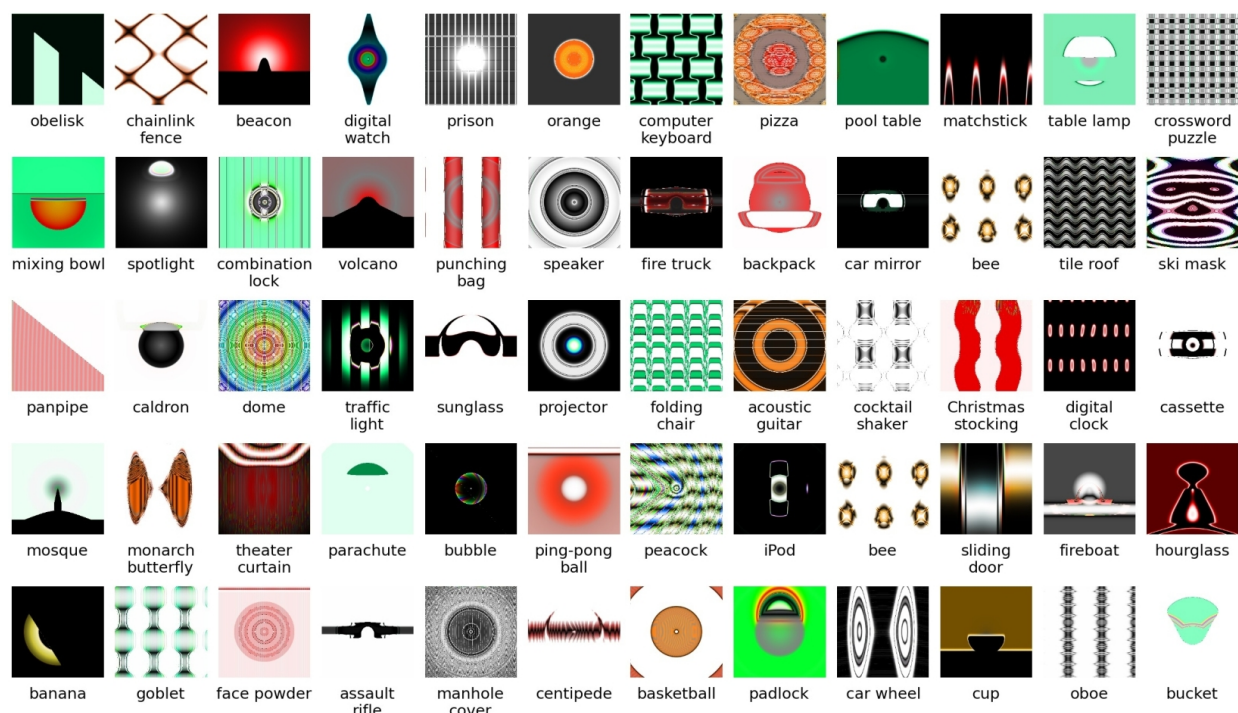 obelisk
chainlink
fence
beacon
digital
watch
prison
orange
computer
keyboard
pizza
pool table
matchstick
table lamp
crossword
puzzle
mixing bowl
spotlight
combination
lock
volcano
punching
bag
speaker
fire truck
backpack
car mirror
bee
tile roof
ski mask
panpipe
caldron
dome
traffic
light
sunglass
projector
folding
chair
acoustic
guitar
cocktail
shaker
Christmas
stocking
digital
clock
cassette
mosque
monarch
butterfly
theater
curtain
parachute
bubble
ping-pong
ball
peacock
iPod
bee
sliding
door
fireboat
hourglass
banana
goblet
face powder
assault
rifle
manhole
cover
centipede
basketball
padlock
car wheel
cup
oboe
bucket